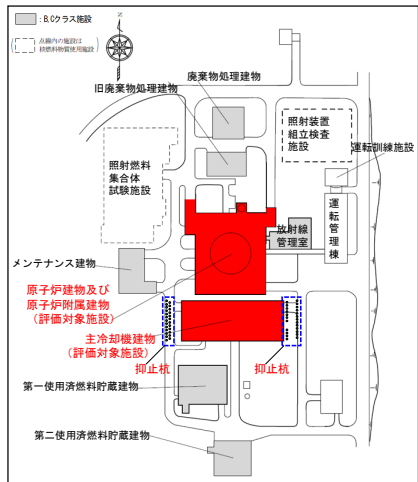 ：B,Cクラス施設
点線内の施設は
核燃料物質使用施設
N
廃棄物処理建物
旧廃棄物処理建物
照射装置
組立検査
施設
運転訓練施設
照射燃料
集合体
試験施設
放射線
管理室
運転管理棟
メンテナンス建物
原子炉建物及び
原子炉附属建物
（評価対象施設）
主冷却機建物
（評価対象施設）
抑止杭
抑止杭
第一使用済燃料貯蔵建物
第二使用済燃料貯蔵建物